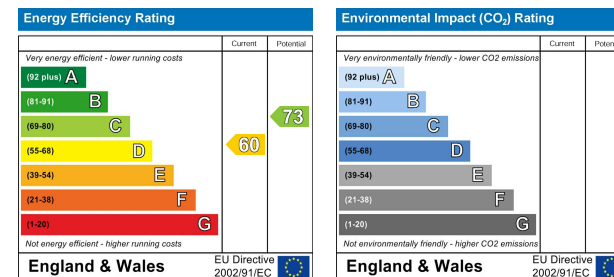 Energy Efficiency Rating
Current Potential
Very energy efficient - lower running costs
(92 plus) A
(81-91) B
(69-80) C
(55-68) D
(39-54) E
(21-38) F
(1-20) G
60
73
Not energy efficient - higher running costs
England & Wales
EU Directive
2002/91/EC
Environmental Impact (CO₂) Rating
Current Poten
Very environmentally friendly - lower CO2 emissions
(92 plus) A
(81-91) B
(69-80) C
(55-68) D
(39-54) E
(21-38) F
(1-20) G
Not environmentally friendly - higher CO2 emissions
England & Wales
EU Directive
2002/91/EC